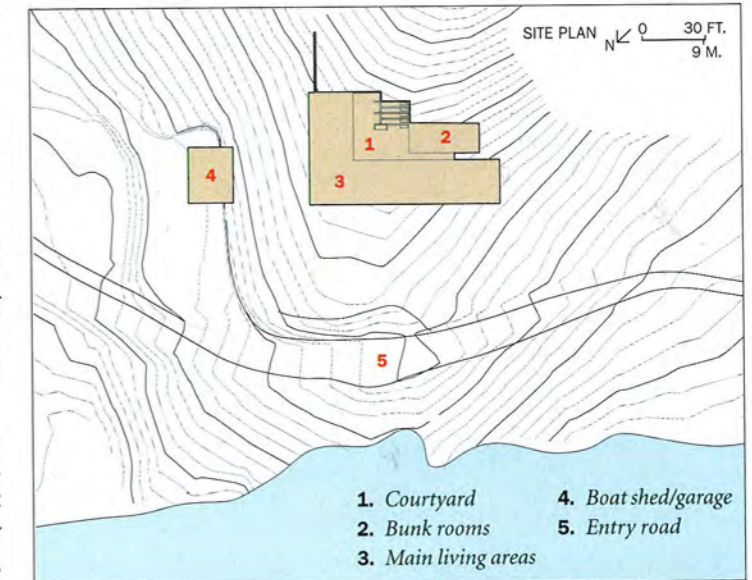 SITE PLAN N 0 30 FT.
9 M.
1
2
3
4
5
1. Courtyard
2. Bunk rooms
3. Main living areas
4. Boat shed/garage
5. Entry road